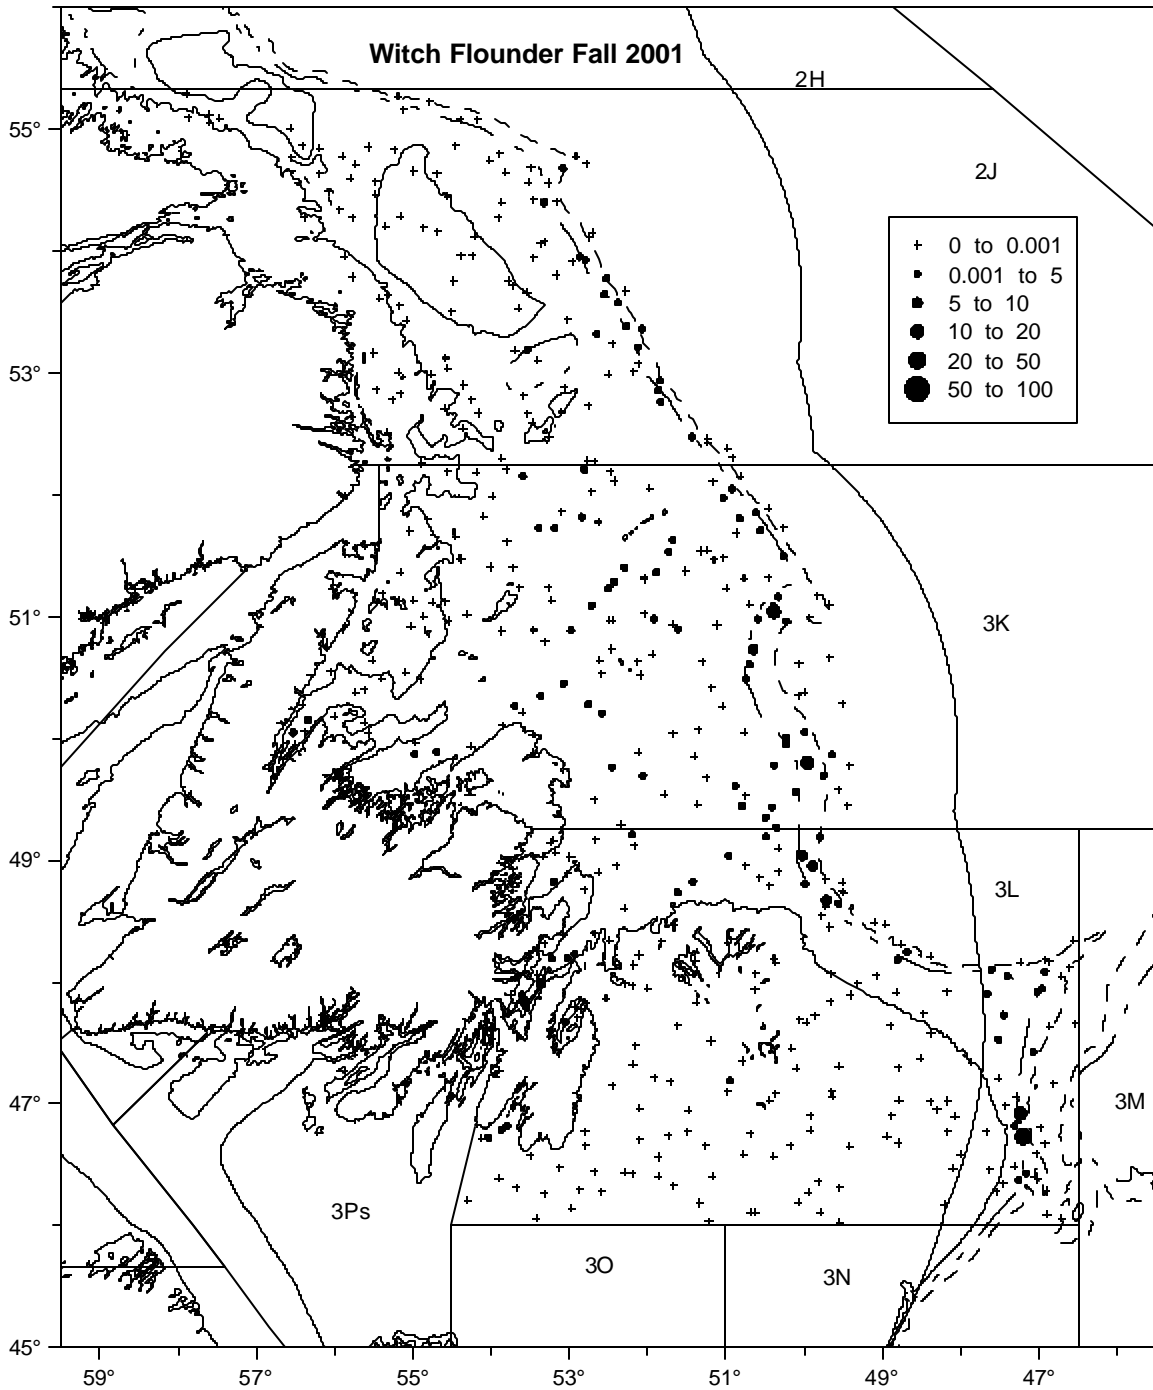 Witch Flounder Fall 2001
2H
55°
2J
0 to 0.001
0.001 to 5
5 to 10
10 to 20
20 to 50
50 to 100
53°
51°
3K
49°
3L
47°
3M
3Ps
3O
3N
45°
59° 57° 55° 53° 51° 49° 47°